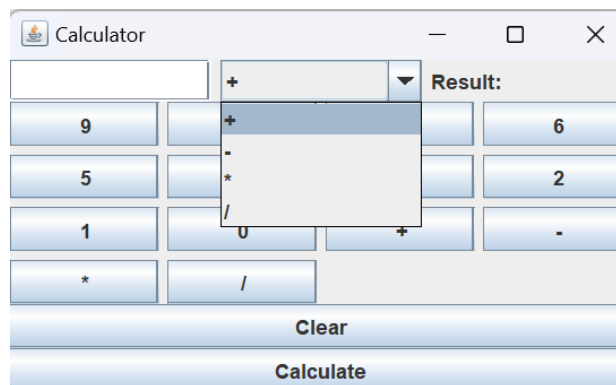 Calculator
+ Result:
9 6
+
-
5 * 2
/
1 0 + -
* /
Clear
Calculate